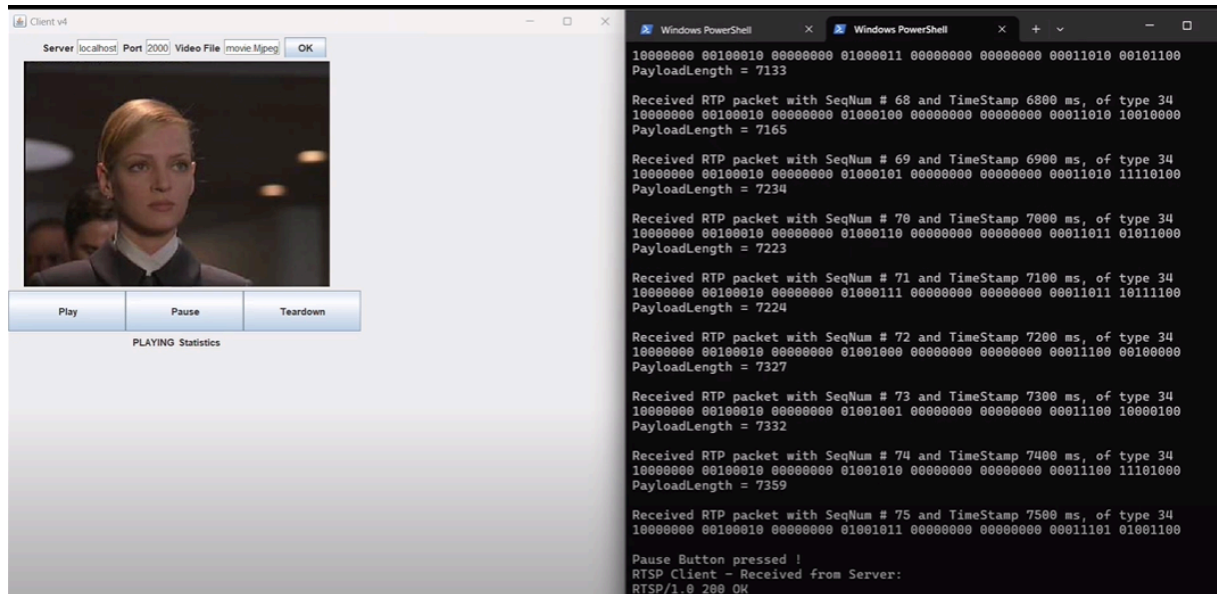 Client v4
Server localhost Port 2000 Video File movie.Mjpeg OK
Play Pause Teardown
PLAYING Statistics
Windows PowerShell Windows PowerShell
10000000 00100010 00000000 01000011 00000000 00000000 00011010 00101100
PayloadLength = 7133
Received RTP packet with SeqNum # 68 and TimeStamp 6800 ms, of type 34
10000000 00100010 00000000 01000100 00000000 00000000 00011010 10010000
PayloadLength = 7165
Received RTP packet with SeqNum # 69 and TimeStamp 6900 ms, of type 34
10000000 00100010 00000000 01000101 00000000 00000000 00011010 11110100
PayloadLength = 7234
Received RTP packet with SeqNum # 70 and TimeStamp 7000 ms, of type 34
10000000 00100010 00000000 01000110 00000000 00000000 00011011 01011000
PayloadLength = 7223
Received RTP packet with SeqNum # 71 and TimeStamp 7100 ms, of type 34
10000000 00100010 00000000 01000111 00000000 00000000 00011011 10111100
PayloadLength = 7224
Received RTP packet with SeqNum # 72 and TimeStamp 7200 ms, of type 34
10000000 00100010 00000000 01001000 00000000 00000000 00011100 00100000
PayloadLength = 7327
Received RTP packet with SeqNum # 73 and TimeStamp 7300 ms, of type 34
10000000 00100010 00000000 01001001 00000000 00000000 00011100 10000100
PayloadLength = 7332
Received RTP packet with SeqNum # 74 and TimeStamp 7400 ms, of type 34
10000000 00100010 00000000 01001010 00000000 00000000 00011100 11101000
PayloadLength = 7359
Received RTP packet with SeqNum # 75 and TimeStamp 7500 ms, of type 34
10000000 00100010 00000000 01001011 00000000 00000000 00011101 01001100
Pause Button pressed !
RTSP Client - Received from Server:
RTSP/1.0 200 OK